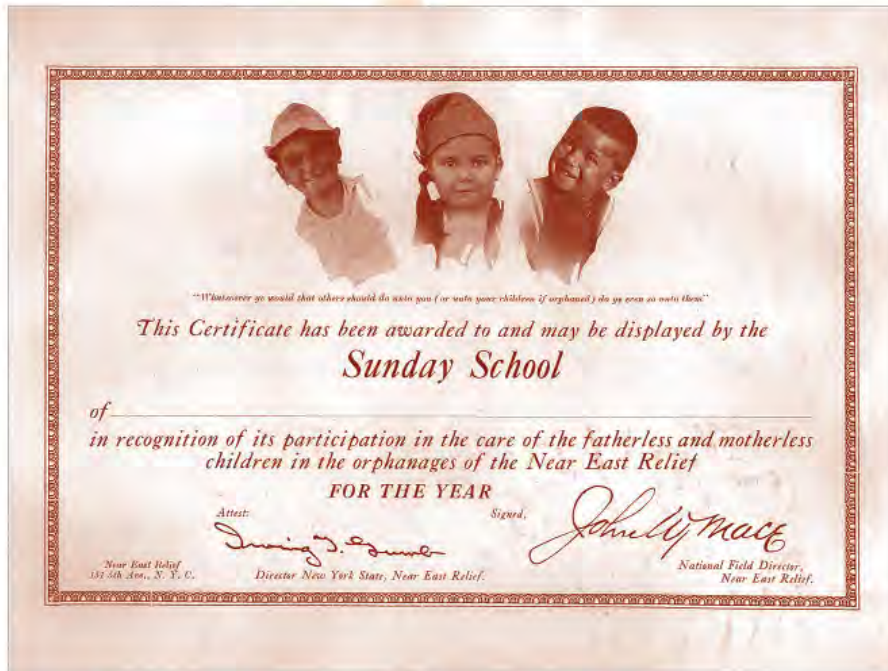 "Whatsoever ye would that others should do unto you (or unto your children if orphaned) do ye even so unto them"
This Certificate has been awarded to and may be displayed by the
Sunday School
of
in recognition of its participation in the care of the fatherless and motherless
children in the orphanages of the Near East Relief
FOR THE YEAR
Attest:
Signed,
John W. Mace
Near East Relief
151 5th Ave., N. Y. C.
Director New York State, Near East Relief.
National Field Director,
Near East Relief.